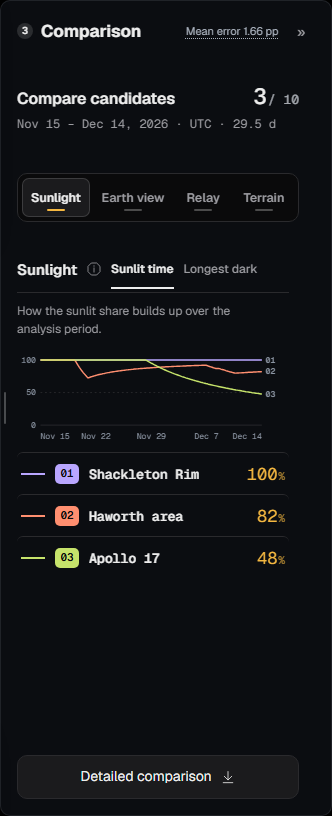 3 Comparison Mean error 1.66 pp »
Compare candidates 3 / 10
Nov 15 – Dec 14, 2026 · UTC · 29.5 d
Sunlight Earth view Relay Terrain
Sunlight Sunlit time Longest dark
How the sunlit share builds up over the
analysis period.
100
50
0
01
02
03
Nov 15 Nov 22 Nov 29 Dec 7 Dec 14
01 Shackleton Rim 100%
02 Haworth area 82%
03 Apollo 17 48%
Detailed comparison